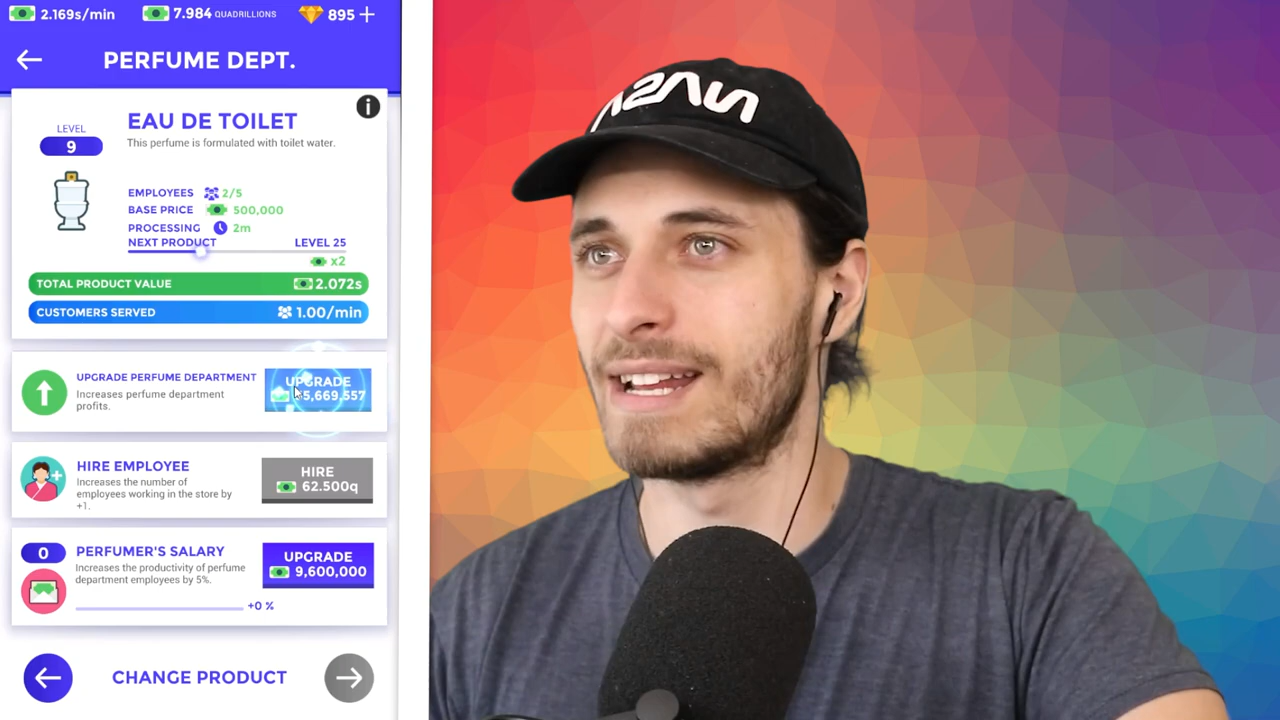 2.169s/min 7.984 QUADRILLIONS 895
PERFUME DEPT.
EAU DE TOILET
This perfume is formulated with toilet water.
LEVEL
9
EMPLOYEES 2/5
BASE PRICE 500,000
PROCESSING 2m
NEXT PRODUCT LEVEL 25
x2
TOTAL PRODUCT VALUE 2.072s
CUSTOMERS SERVED 1.00/min
UPGRADE PERFUME DEPARTMENT
Increases perfume department
profits.
UPGRADE
5,669,557
HIRE EMPLOYEE
Increases the number of
employees working in the store by
+1.
HIRE
62.500q
0
PERFUMER'S SALARY
Increases the productivity of perfume
department employees by 5%.
+0 %
UPGRADE
9,600,000
CHANGE PRODUCT